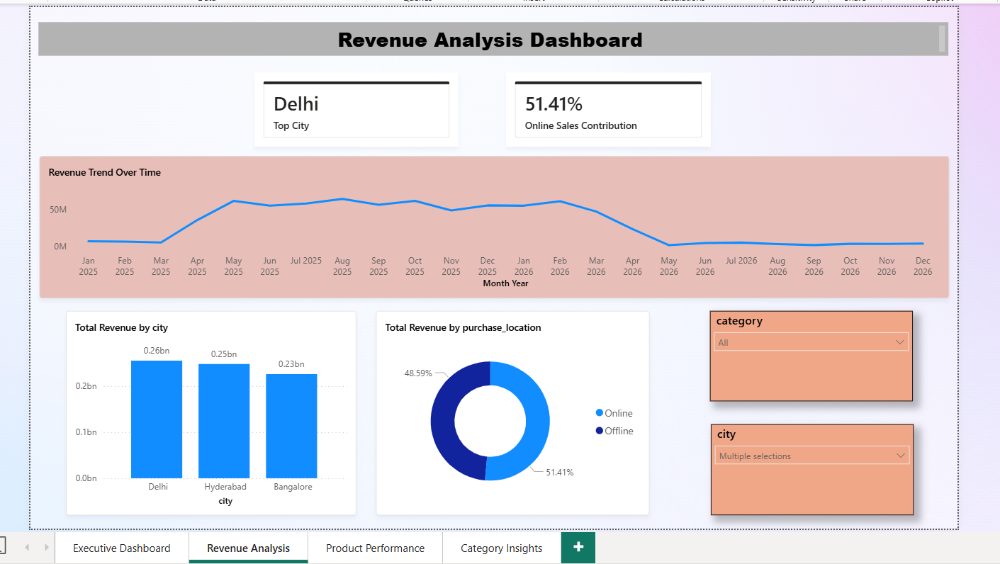 Revenue Analysis Dashboard
Delhi
Top City
51.41%
Online Sales Contribution
Revenue Trend Over Time
50M
0M
Jan 2025 Feb 2025 Mar 2025 Apr 2025 May 2025 Jun 2025 Jul 2025 Aug 2025 Sep 2025 Oct 2025 Nov 2025 Dec 2025 Jan 2026 Feb 2026 Mar 2026 Apr 2026 May 2026 Jun 2026 Jul 2026 Aug 2026 Sep 2026 Oct 2026 Nov 2026 Dec 2026
Month Year
Total Revenue by city
0.26bn 0.25bn 0.23bn
0.2bn
0.1bn
0.0bn
Delhi Hyderabad Bangalore
city
Total Revenue by purchase_location
48.59%
51.41%
Online
Offline
category
All
city
Multiple selections
Executive Dashboard Revenue Analysis Product Performance Category Insights